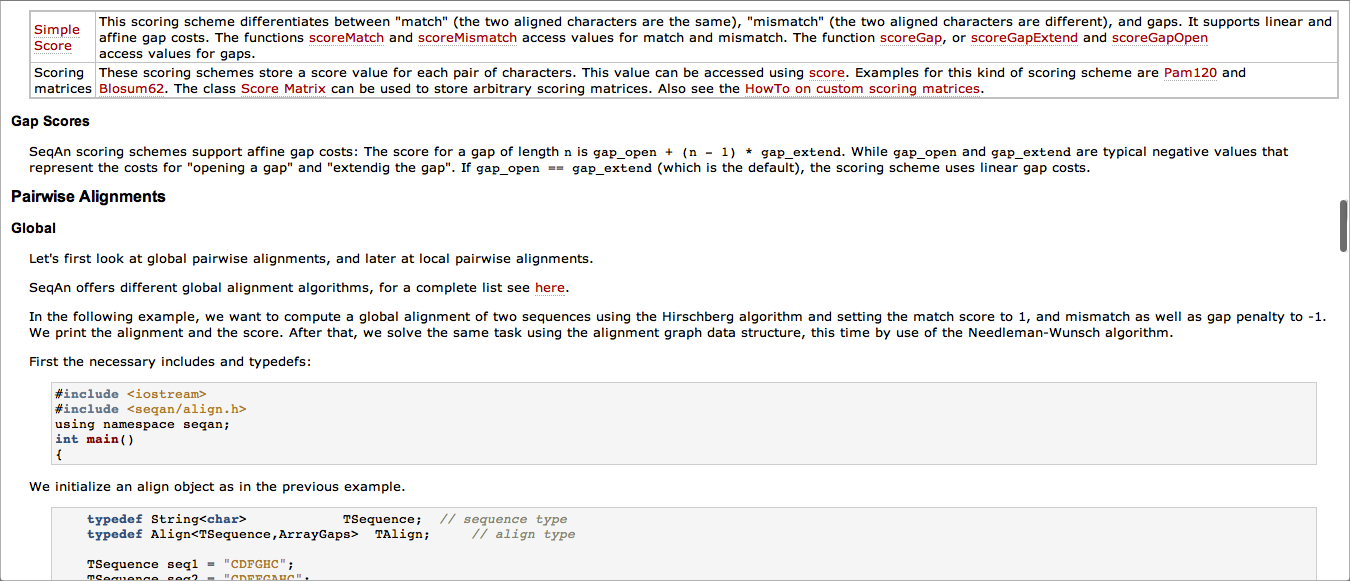 Simple Score
This scoring scheme differentiates between "match" (the two aligned characters are the same), "mismatch" (the two aligned characters are different), and gaps. It supports linear and
affine gap costs. The functions scoreMatch and scoreMismatch access values for match and mismatch. The function scoreGap, or scoreGapExtend and scoreGapOpen
access values for gaps.
Scoring matrices
These scoring schemes store a score value for each pair of characters. This value can be accessed using score. Examples for this kind of scoring scheme are Pam120 and
Blosum62. The class Score Matrix can be used to store arbitrary scoring matrices. Also see the HowTo on custom scoring matrices.
Gap Scores
SeqAn scoring schemes support affine gap costs: The score for a gap of length n is gap_open + (n - 1) * gap_extend. While gap_open and gap_extend are typical negative values that
represent the costs for "opening a gap" and "extendig the gap". If gap_open == gap_extend (which is the default), the scoring scheme uses linear gap costs.
Pairwise Alignments
Global
Let's first look at global pairwise alignments, and later at local pairwise alignments.
SeqAn offers different global alignment algorithms, for a complete list see here.
In the following example, we want to compute a global alignment of two sequences using the Hirschberg algorithm and setting the match score to 1, and mismatch as well as gap penalty to -1.
We print the alignment and the score. After that, we solve the same task using the alignment graph data structure, this time by use of the Needleman-Wunsch algorithm.
First the necessary includes and typedefs:
#include <iostream>
#include <seqan/align.h>
using namespace seqan;
int main()
{
We initialize an align object as in the previous example.
typedef String<char> TSequence; // sequence type
typedef Align<TSequence,ArrayGaps> TAlign; // align type
TSequence seq1 = "CDFGHC";
TSequence seq2 = "CDEFGAHC";